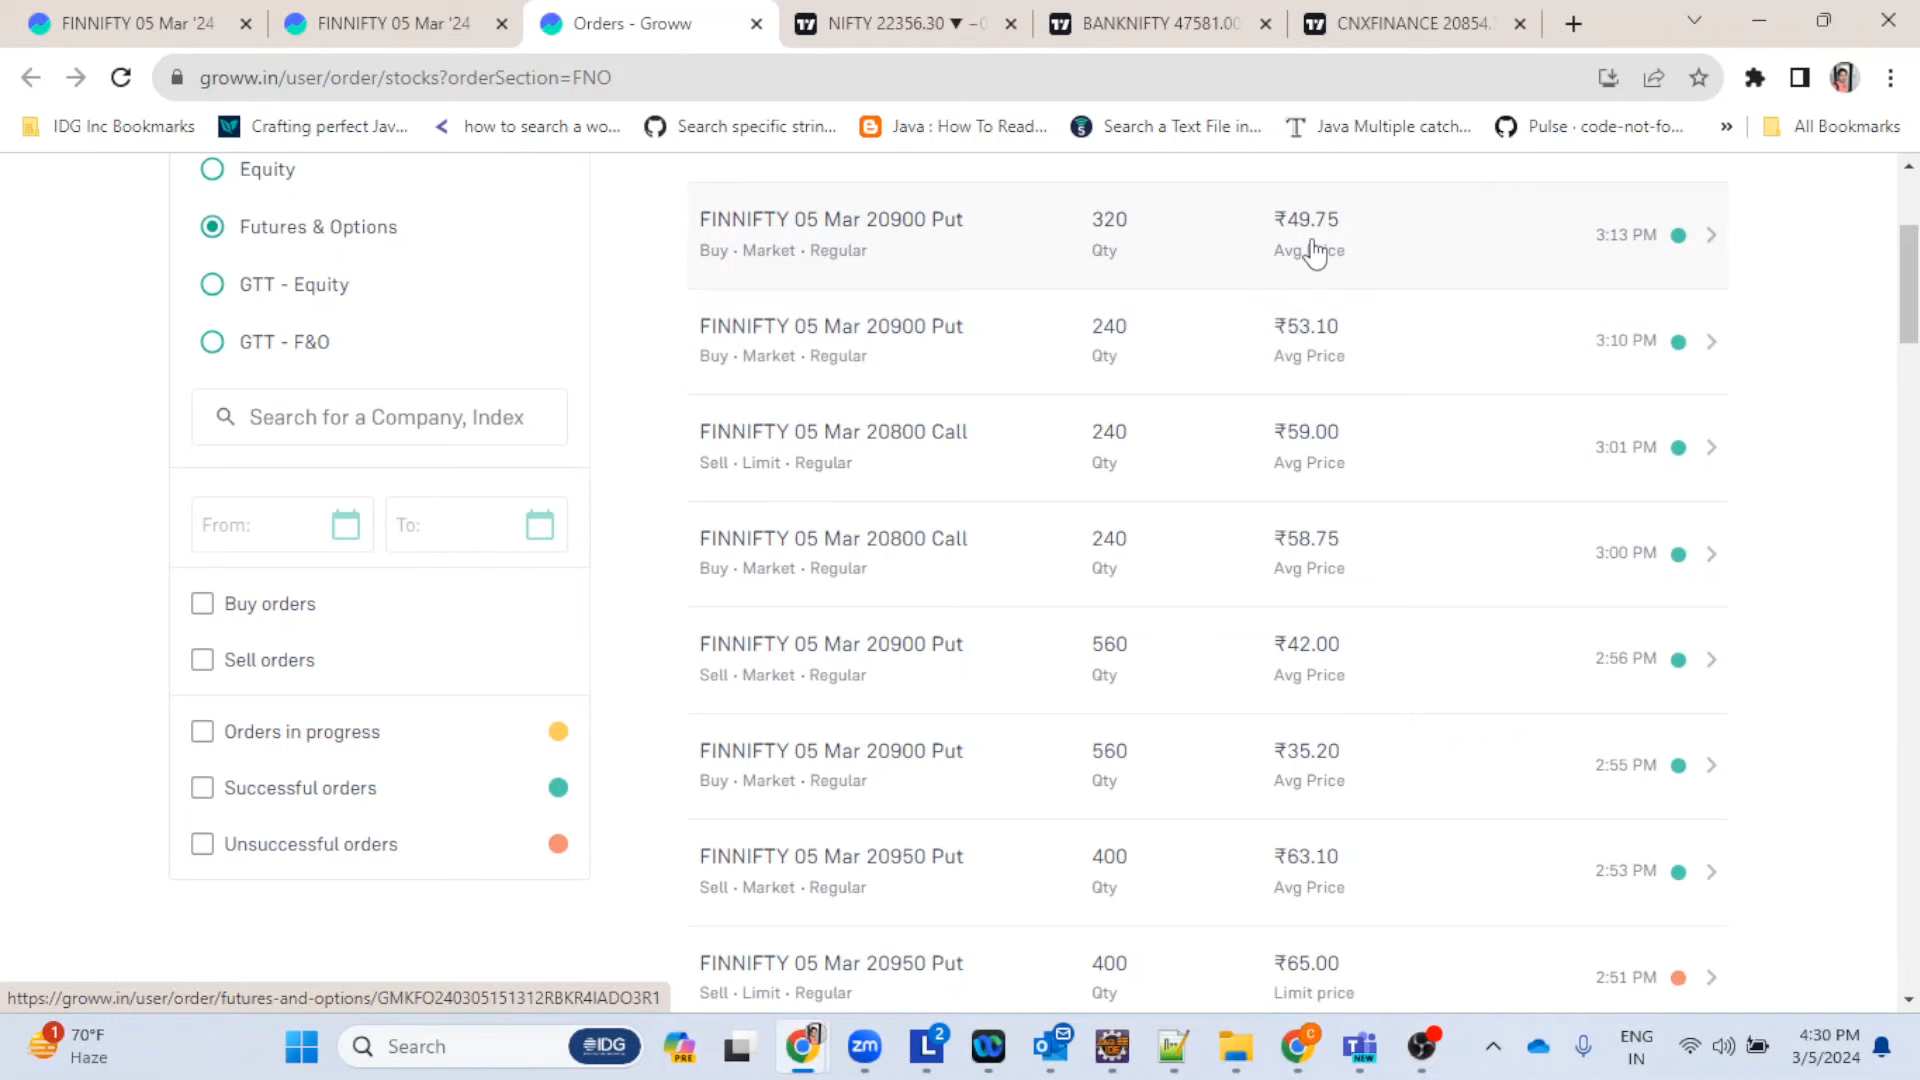 FINNIFTY 05 Mar '24
FINNIFTY 05 Mar '24
Orders - Groww
NIFTY 22356.30 ▼ −
BANKNIFTY 47581.00
CNXFINANCE 20854.
groww.in/user/order/stocks?orderSection=FNO
IDG Inc Bookmarks
Crafting perfect Jav...
how to search a wo...
Search specific strin...
Java : How To Read...
Search a Text File in...
Java Multiple catch...
Pulse · code-not-fo...
»
All Bookmarks
Equity
Futures & Options
GTT - Equity
GTT - F&O
Search for a Company, Index
From:
To:
Buy orders
Sell orders
Orders in progress
Successful orders
Unsuccessful orders
FINNIFTY 05 Mar 20900 Put 320 ₹49.75 3:13 PM
Buy · Market · Regular Qty Avg Price
FINNIFTY 05 Mar 20900 Put 240 ₹53.10 3:10 PM
Buy · Market · Regular Qty Avg Price
FINNIFTY 05 Mar 20800 Call 240 ₹59.00 3:01 PM
Sell · Limit · Regular Qty Avg Price
FINNIFTY 05 Mar 20800 Call 240 ₹58.75 3:00 PM
Buy · Market · Regular Qty Avg Price
FINNIFTY 05 Mar 20900 Put 560 ₹42.00 2:56 PM
Sell · Market · Regular Qty Avg Price
FINNIFTY 05 Mar 20900 Put 560 ₹35.20 2:55 PM
Buy · Market · Regular Qty Avg Price
FINNIFTY 05 Mar 20950 Put 400 ₹63.10 2:53 PM
Sell · Market · Regular Qty Avg Price
FINNIFTY 05 Mar 20950 Put 400 ₹65.00 2:51 PM
Sell · Limit · Regular Qty Limit price
https://groww.in/user/order/futures-and-options/GMKFO240305151312RBKR4IADO3R1
1
70°F
Haze
Search
IDG
PRE
zm
L
2
C
NEW
ENG
IN
4:30 PM
3/5/2024